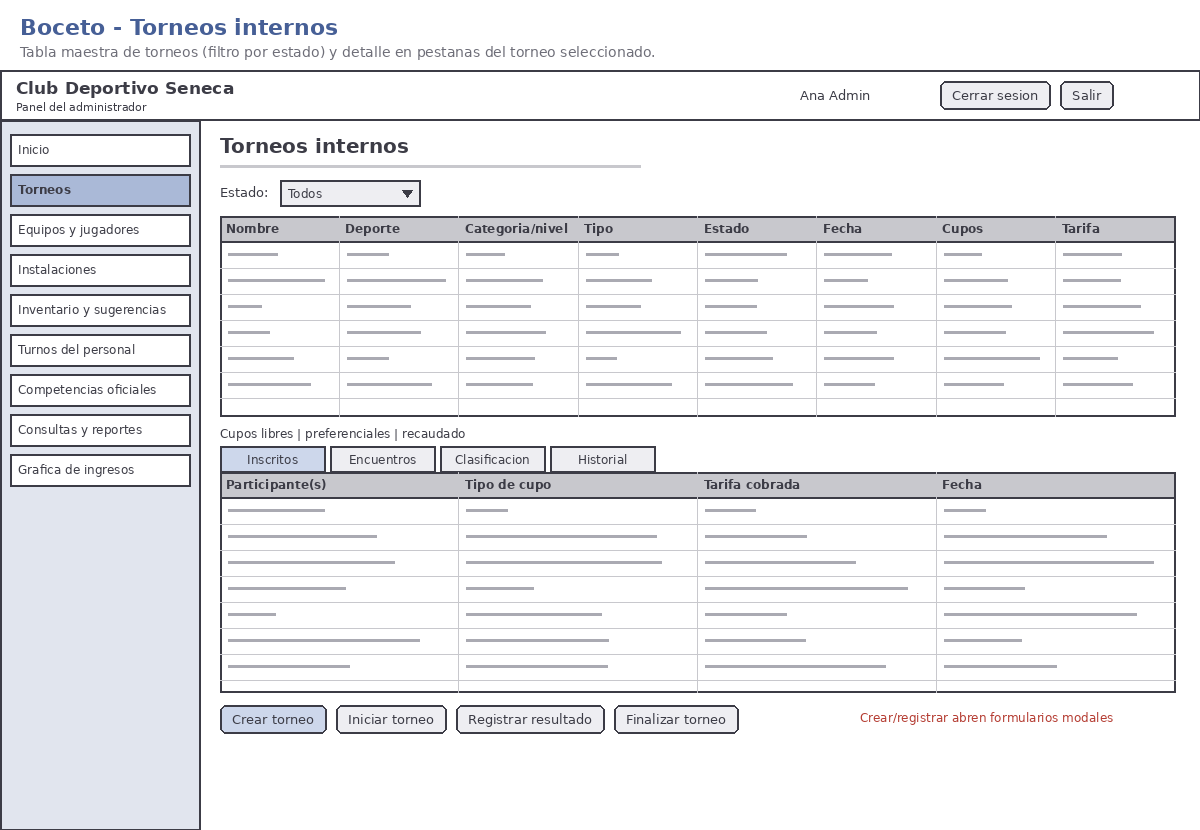 Boceto - Torneos internos
Tabla maestra de torneos (filtro por estado) y detalle en pestanas del torneo seleccionado.
Club Deportivo Seneca
Panel del administrador
Ana Admin
Cerrar sesion
Salir
Inicio
Torneos
Equipos y jugadores
Instalaciones
Inventario y sugerencias
Turnos del personal
Competencias oficiales
Consultas y reportes
Grafica de ingresos
Torneos internos
Estado: Todos
Nombre Deporte Categoria/nivel Tipo Estado Fecha Cupos Tarifa
Cupos libres | preferenciales | recaudado
Inscritos Encuentros Clasificacion Historial
Participante(s) Tipo de cupo Tarifa cobrada Fecha
Crear torneo Iniciar torneo Registrar resultado Finalizar torneo
Crear/registrar abren formularios modales